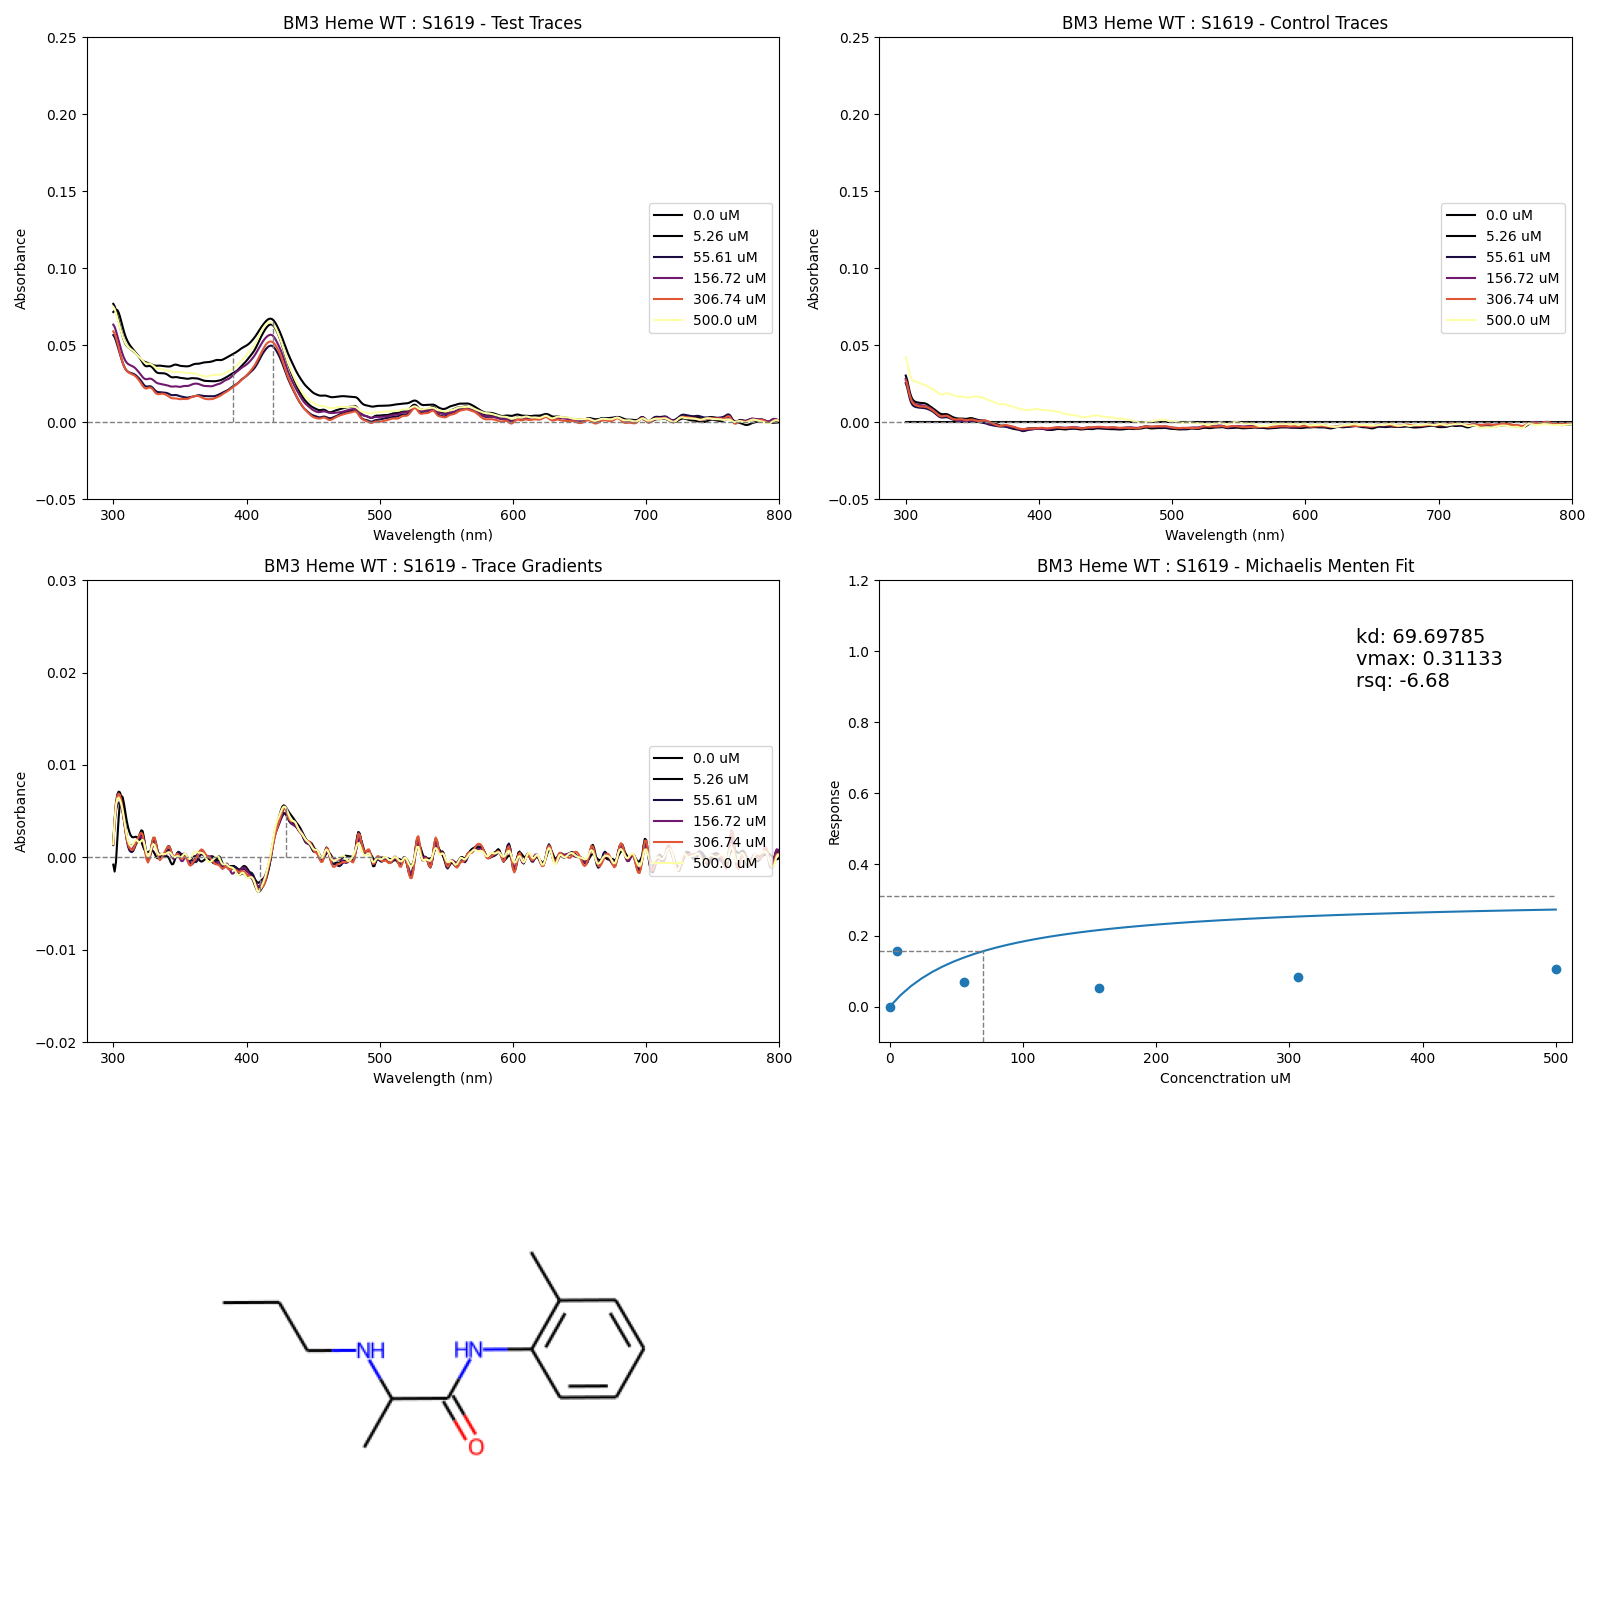 BM3 Heme WT : S1619 - Test Traces
0.25
0.20
0.15
0.10
0.05
0.00
−0.05
Absorbance
300 400 500 600 700 800
Wavelength (nm)
0.0 uM
5.26 uM
55.61 uM
156.72 uM
306.74 uM
500.0 uM
BM3 Heme WT : S1619 - Control Traces
0.25
0.20
0.15
0.10
0.05
0.00
−0.05
Absorbance
300 400 500 600 700 800
Wavelength (nm)
0.0 uM
5.26 uM
55.61 uM
156.72 uM
306.74 uM
500.0 uM
BM3 Heme WT : S1619 - Trace Gradients
0.03
0.02
0.01
0.00
−0.01
−0.02
Absorbance
300 400 500 600 700 800
Wavelength (nm)
0.0 uM
5.26 uM
55.61 uM
156.72 uM
306.74 uM
500.0 uM
BM3 Heme WT : S1619 - Michaelis Menten Fit
1.2
1.0
0.8
0.6
0.4
0.2
0.0
Response
0 100 200 300 400 500
Concenctration uM
kd: 69.69785
vmax: 0.31133
rsq: -6.68
NH
HN
O